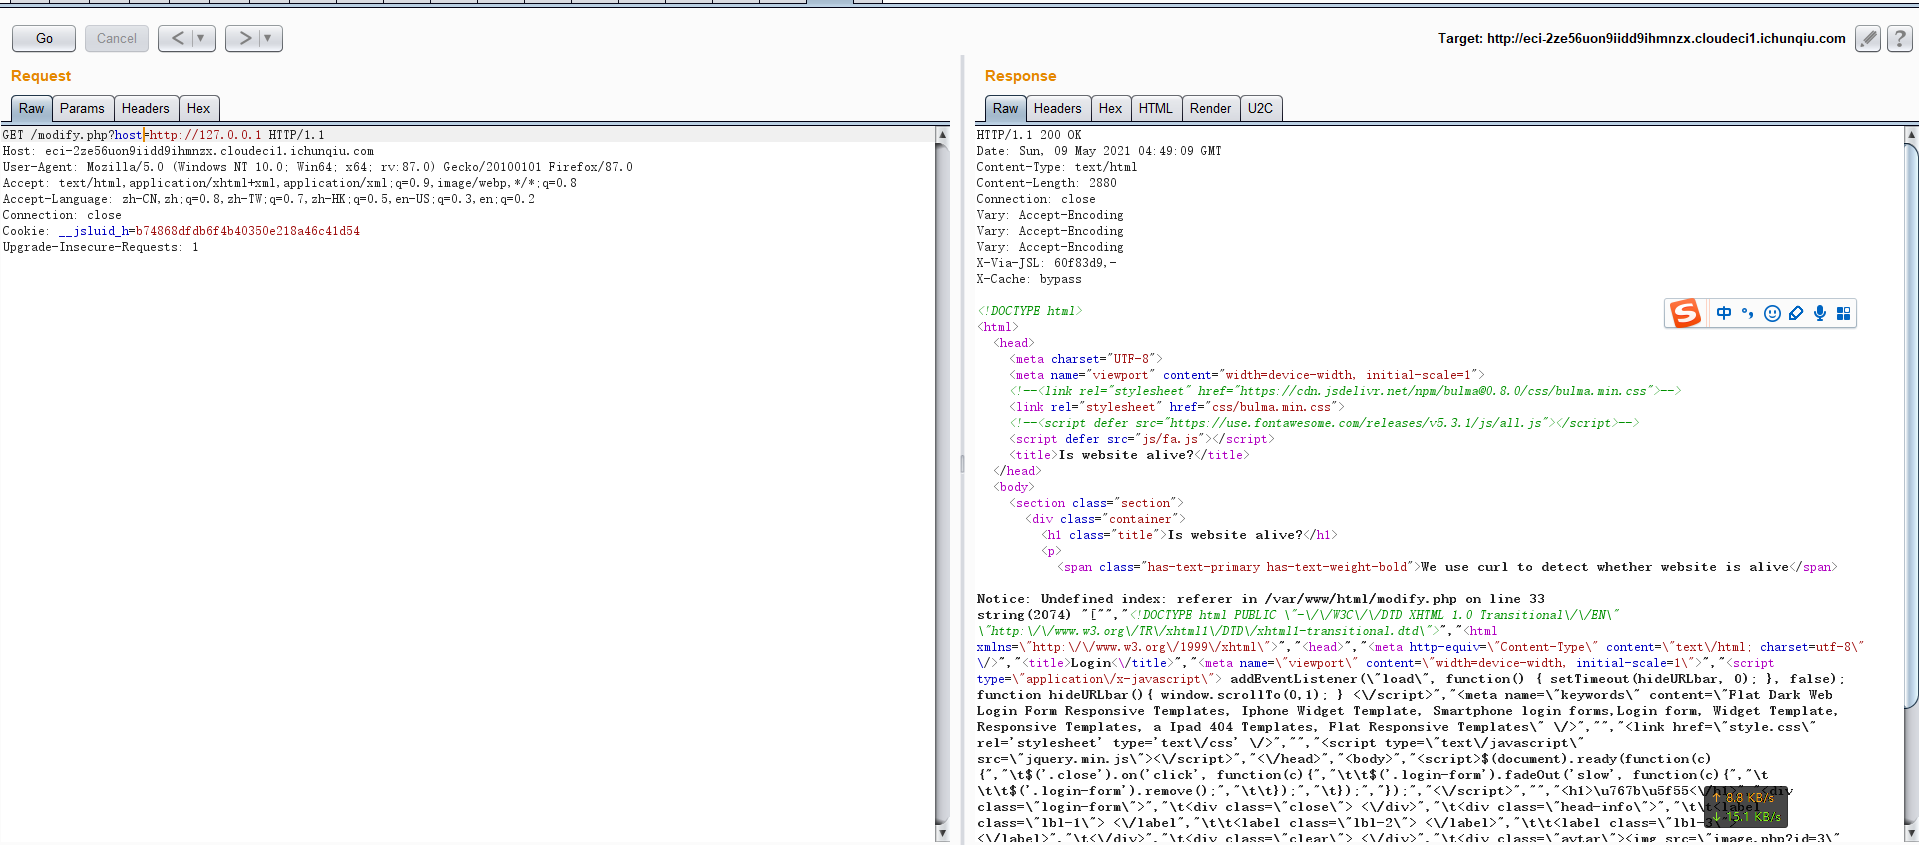 Go
Cancel
<
>
Target: http://eci-2ze56uon9iidd9ihmnzx.cloudeci1.ichunqiu.com
?
Request
Raw
Params
Headers
Hex
GET /modify.php?host=http://127.0.0.1 HTTP/1.1
Host: eci-2ze56uon9iidd9ihmnzx.cloudeci1.ichunqiu.com
User-Agent: Mozilla/5.0 (Windows NT 10.0; Win64; x64; rv:87.0) Gecko/20100101 Firefox/87.0
Accept: text/html,application/xhtml+xml,application/xml;q=0.9,image/webp,*/*;q=0.8
Accept-Language: zh-CN,zh;q=0.8,zh-TW;q=0.7,zh-HK;q=0.5,en-US;q=0.3,en;q=0.2
Connection: close
Cookie: __jsluid_h=b74868dfdb6f4b40350e218a46c41d54
Upgrade-Insecure-Requests: 1
Response
Raw
Headers
Hex
HTML
Render
U2C
HTTP/1.1 200 OK
Date: Sun, 09 May 2021 04:49:09 GMT
Content-Type: text/html
Content-Length: 2880
Connection: close
Vary: Accept-Encoding
Vary: Accept-Encoding
Vary: Accept-Encoding
X-Via-JSL: 60f83d9,-
X-Cache: bypass
<!DOCTYPE html>
<html>
<head>
<meta charset="UTF-8">
<meta name="viewport" content="width=device-width, initial-scale=1">
<!--<link rel="stylesheet" href="https://cdn.jsdelivr.net/npm/bulma@0.8.0/css/bulma.min.css">-->
<link rel="stylesheet" href="css/bulma.min.css">
<!--<script defer src="https://use.fontawesome.com/releases/v5.3.1/js/all.js"></script>-->
<script defer src="js/fa.js"></script>
<title>Is website alive?</title>
</head>
<body>
<section class="section">
<div class="container">
<h1 class="title">Is website alive?</h1>
<p>
<span class="has-text-primary has-text-weight-bold">We use curl to detect whether website is alive</span>
Notice: Undefined index: referer in /var/www/html/modify.php on line 33
string(2074) "["","<!DOCTYPE html PUBLIC \"-\/\/W3C\/\/DTD XHTML 1.0 Transitional\/\/EN\"
\"http:\/\/www.w3.org\/TR\/xhtml1\/DTD\/xhtml1-transitional.dtd\">","<html
xmlns=\"http:\/\/www.w3.org\/1999\/xhtml\">","<head>","<meta http-equiv=\"Content-Type\" content=\"text\/html; charset=utf-8\"
\/>","<title>Login<\/title>","<meta name=\"viewport\" content=\"width=device-width, initial-scale=1\">","<script
type=\"application\/x-javascript\"> addEventListener(\"load\", function() { setTimeout(hideURLbar, 0); }, false);
function hideURLbar(){ window.scrollTo(0,1); } <\/script>","<meta name=\"keywords\" content=\"Flat Dark Web
Login Form Responsive Templates, Iphone Widget Template, Smartphone login forms,Login form, Widget Template,
Responsive Templates, a Ipad 404 Templates, Flat Responsive Templates\" \/>","","<link href=\"style.css\"
rel='stylesheet' type='text\/css' \/>","","<script type=\"text\/javascript\"
src=\"jquery.min.js\"><\/script>","<\/head>","<body>","<script>$(document).ready(function(c)
{","\t$('.close').on('click', function(c){","\t\t$('.login-form').fadeOut('slow', function(c){","\t
\t\t$('.login-form').remove();","\t\t});","\t});","});","<\/script>","","<h1>\u767b\u5f55<\/h1>","<div
class=\"login-form\">","\t<div class=\"close\"> <\/div>","\t<div class=\"head-info\">","\t\t<label
class=\"lbl-1\"> <\/label>","\t\t<label class=\"lbl-2\"> <\/label>","\t\t<label class=\"lbl-3\">
<\/label>","\t<\/div>","\t<div class=\"clear\"> <\/div>","\t<div class=\"avtar\"><img src=\"image.php?id=3\"
S 中
↑ 8.8 KB/s
↓ 15.1 KB/s